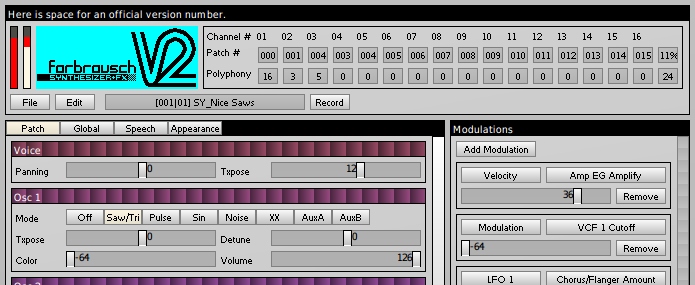 Here is space for an official version number.
farbrausch V2
SYNTHESIZER+FX
Channel # 01 02 03 04 05 06 07 08 09 10 11 12 13 14 15 16
Patch # 000 001 004 003 004 005 006 007 008 009 010 011 012 013 014 015 11%
Polyphony 16 3 5 0 0 0 0 0 0 0 0 0 0 0 0 0 24
File Edit [001|01] SY_Nice Saws Record
Patch Global Speech Appearance
Voice
Panning 0 Txpose 12
Osc 1
Mode Off Saw/Tri Pulse Sin Noise XX AuxA AuxB
Txpose 0 Detune 0
Color -64 Volume 126
Modulations
Add Modulation
Velocity Amp EG Amplify
36 Remove
Modulation VCF 1 Cutoff
-64 Remove
LFO 1 Chorus/Flanger Amount